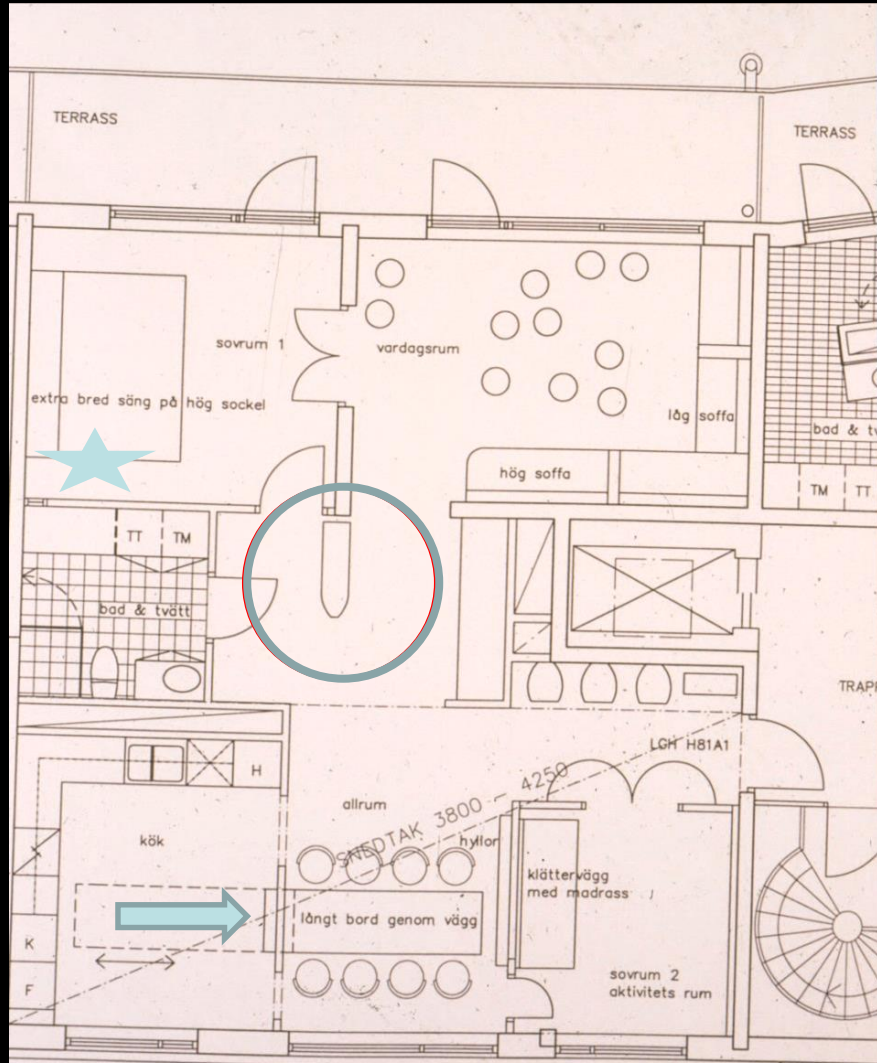 TERRASS
TERRASS
sovrum 1
vardagsrum
extra bred säng på hög sockel
låg soffa
hög soffa
bad & tv
TM TT
TT TM
bad & tvätt
TRAPP
LGH H81A1
H
allrum
SNEDTAK 3800 - 4250
kök
hyllor
klättervägg
med madrass
långt bord genom vägg
K
F
sovrum 2
aktivitets rum